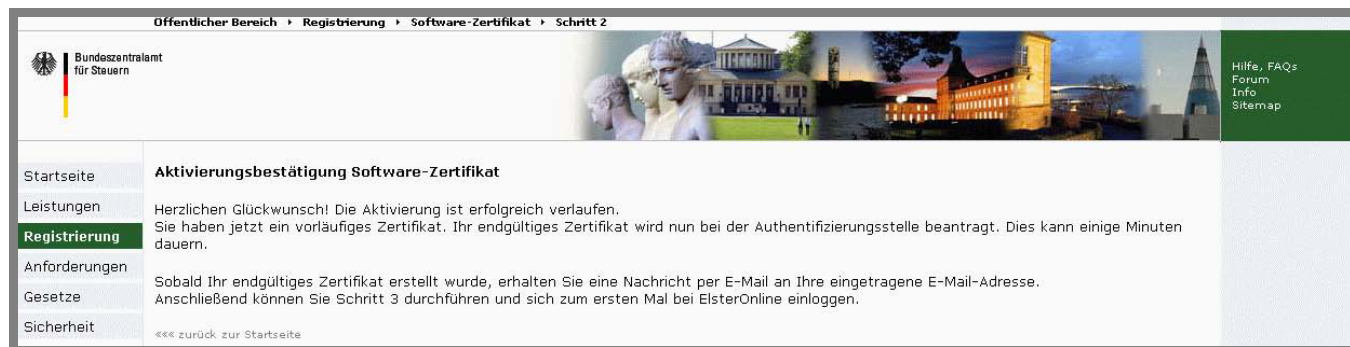 Öffentlicher Bereich › Registrierung › Software-Zertifikat › Schritt 2
Bundeszentralamt
für Steuern
Hilfe, FAQs
Forum
Info
Sitemap
Startseite
Leistungen
Registrierung
Anforderungen
Gesetze
Sicherheit
Aktivierungsbestätigung Software-Zertifikat
Herzlichen Glückwunsch! Die Aktivierung ist erfolgreich verlaufen.
Sie haben jetzt ein vorläufiges Zertifikat. Ihr endgültiges Zertifikat wird nun bei der Authentifizierungsstelle beantragt. Dies kann einige Minuten
dauern.
Sobald Ihr endgültiges Zertifikat erstellt wurde, erhalten Sie eine Nachricht per E-Mail an Ihre eingetragene E-Mail-Adresse.
Anschließend können Sie Schritt 3 durchführen und sich zum ersten Mal bei ElsterOnline einloggen.
««« zurück zur Startseite